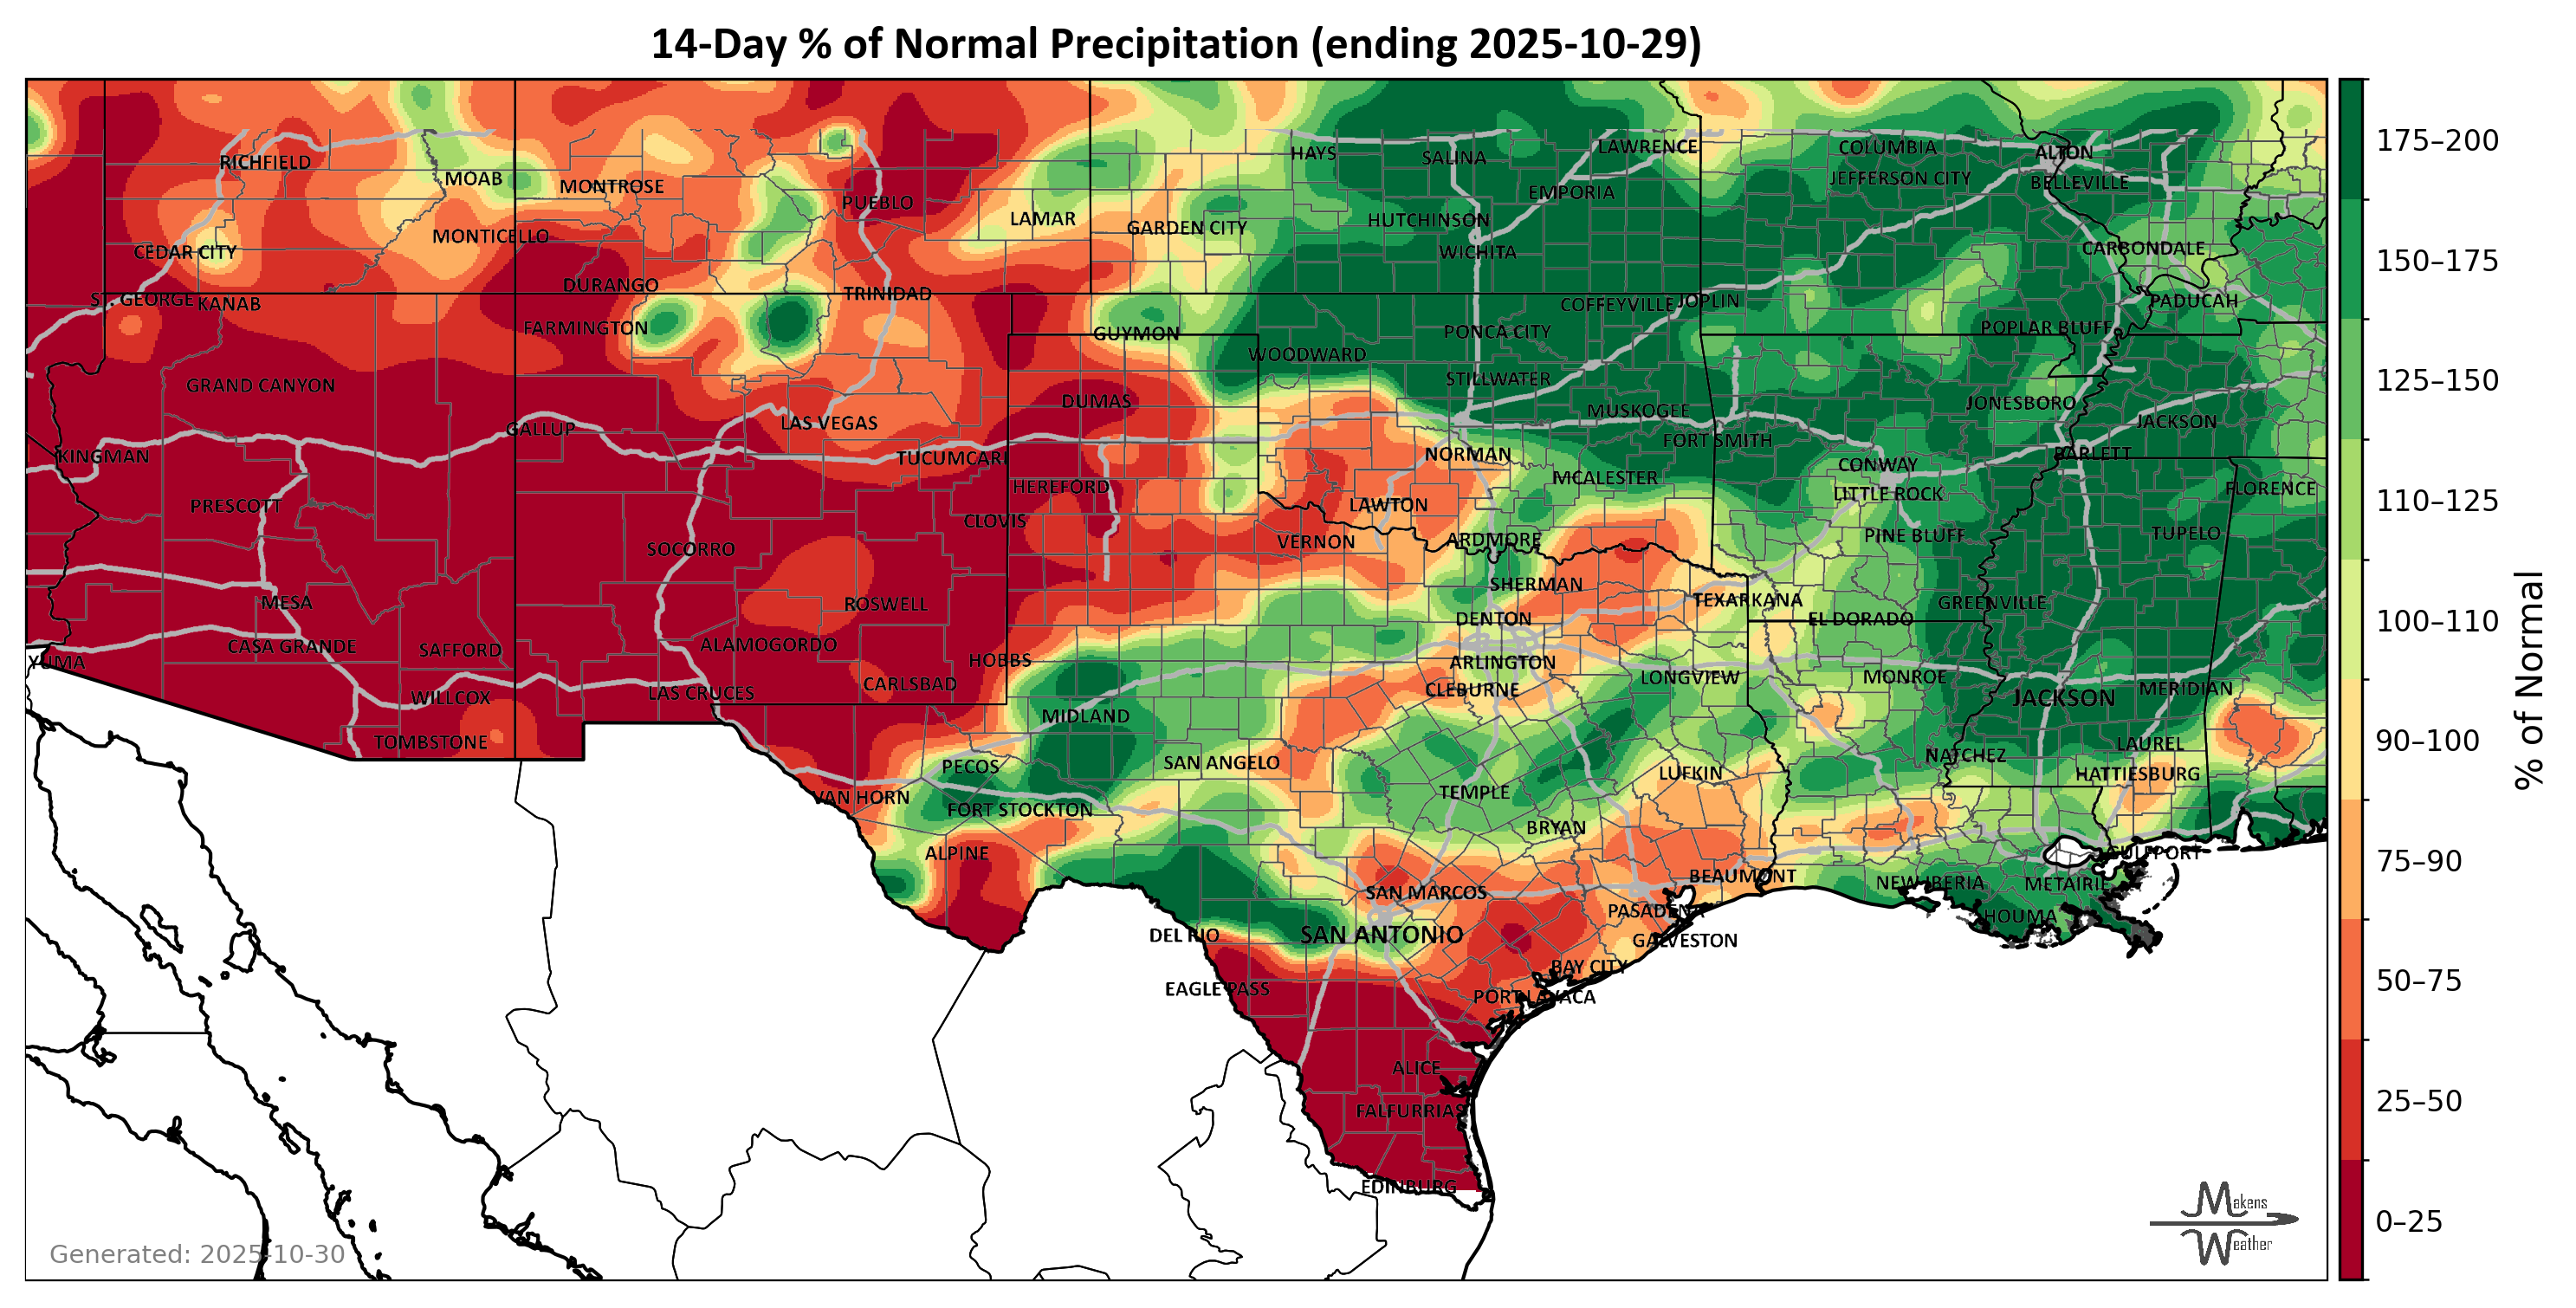 14-Day % of Normal Precipitation (ending 2025-10-29)
RICHFIELD
MOAB
MONTROSE
PUEBLO
LAMAR
HAYS
SALINA
LAWRENCE
COLUMBIA
ALTON
JEFFERSON CITY
BELLEVILLE
EMPORIA
HUTCHINSON
GARDEN CITY
WICHITA
CEDAR CITY
MONTICELLO
CARBONDALE
DURANGO
TRINIDAD
ST. GEORGE
KANAB
COFFEYVILLE
JOPLIN
PADUCAH
FARMINGTON
GUYMON
PONCA CITY
POPLAR BLUFF
WOODWARD
GRAND CANYON
STILLWATER
DUMAS
MUSKOGEE
JONESBORO
JACKSON
GALLUP
LAS VEGAS
FORT SMITH
KINGMAN
TUCUMCARI
NORMAN
CONWAY
BARLETT
HEREFORD
MCALESTER
LITTLE ROCK
FLORENCE
PRESCOTT
LAWTON
CLOVIS
VERNON
ARDMORE
PINE BLUFF
TUPELO
SOCORRO
SHERMAN
MESA
ROSWELL
TEXARKANA
GREENVILLE
DENTON
EL DORADO
CASA GRANDE
SAFFORD
ALAMOGORDO
YUMA
HOBBS
ARLINGTON
LONGVIEW
MONROE
WILLCOX
LAS CRUCES
CARLSBAD
CLEBURNE
JACKSON
MERIDIAN
MIDLAND
TOMBSTONE
PECOS
SAN ANGELO
NATCHEZ
LAUREL
LUFKIN
HATTIESBURG
VAN HORN
FORT STOCKTON
TEMPLE
BRYAN
ALPINE
GULFPORT
SAN MARCOS
BEAUMONT
NEW IBERIA
METAIRIE
PASADENA
HOUMA
DEL RIO
SAN ANTONIO
GALVESTON
EAGLE PASS
BAY CITY
PORT LAVACA
ALICE
FALFURRIAS
EDINBURG
Generated: 2025-10-30
Makens
Weather
175–200
150–175
125–150
110–125
100–110
90–100
75–90
50–75
25–50
0–25
% of Normal